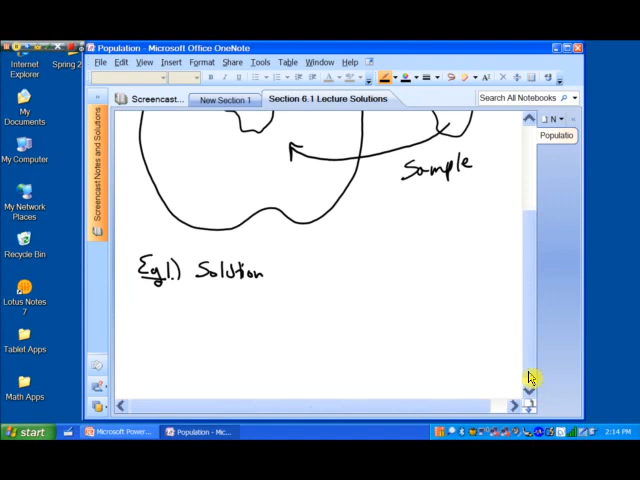 Population - Microsoft Office OneNote
File Edit View Insert Format Share Tools Table Window Help
Screencast... New Section 1 Section 6.1 Lecture Solutions Search All Notebooks
Internet Explorer
Spring 2
My Documents
My Computer
My Network Places
Recycle Bin
Lotus Notes 7
Tablet Apps
Math Apps
Screencast Notes and Solutions
N
Populatio
Sample
Eg1.) Solution
start Microsoft Power... Population - Mic... 2:14 PM